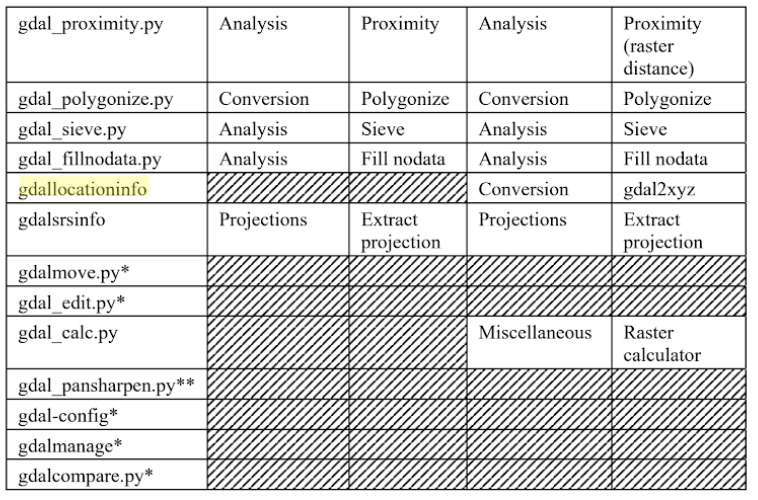 gdal_proximity.py Analysis Proximity Analysis Proximity
(raster
distance)
gdal_polygonize.py Conversion Polygonize Conversion Polygonize
gdal_sieve.py Analysis Sieve Analysis Sieve
gdal_fillnodata.py Analysis Fill nodata Analysis Fill nodata
gdallocationinfo Conversion gdal2xyz
gdalsrsinfo Projections Extract Projections Extract
projection projection
gdalmove.py*
gdal_edit.py*
gdal_calc.py Miscellaneous Raster
calculator
gdal_pansharpen.py**
gdal-config*
gdalmanage*
gdalcompare.py*